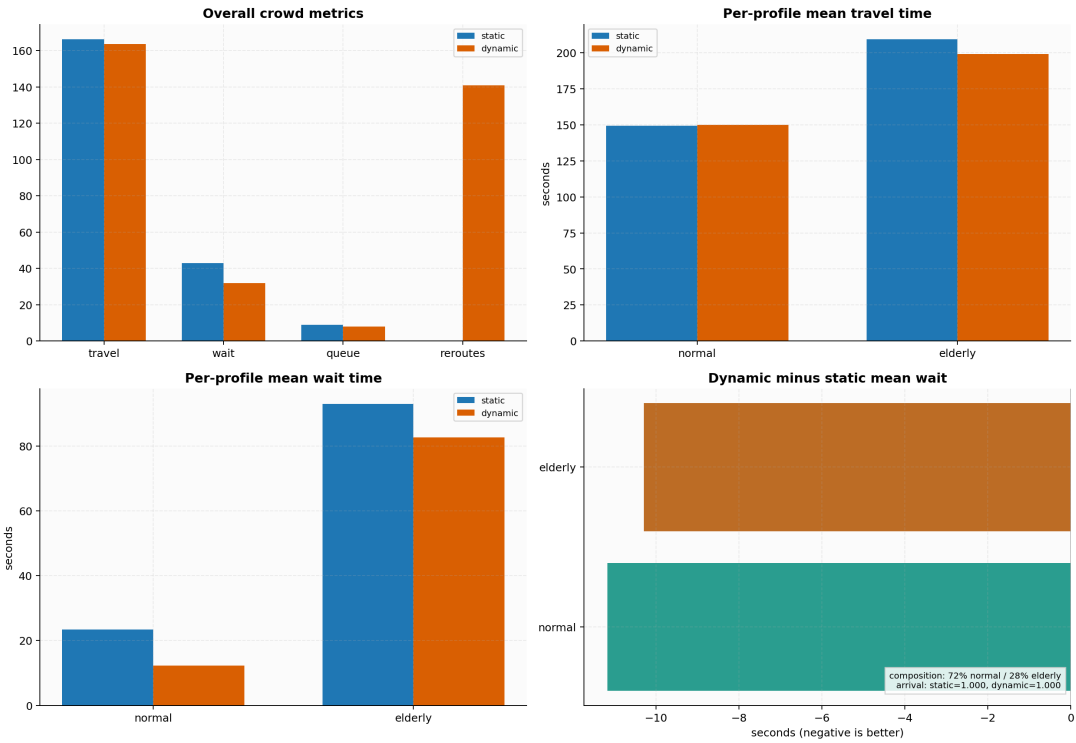 Overall crowd metrics
static
dynamic
160
140
120
100
80
60
40
20
0
travel wait queue reroutes
Per-profile mean travel time
static
dynamic
seconds
200
175
150
125
100
75
50
25
0
normal elderly
Per-profile mean wait time
static
dynamic
seconds
80
60
40
20
0
normal elderly
Dynamic minus static mean wait
elderly
normal
composition: 72% normal / 28% elderly
arrival: static=1.000, dynamic=1.000
−10 −8 −6 −4 −2 0
seconds (negative is better)